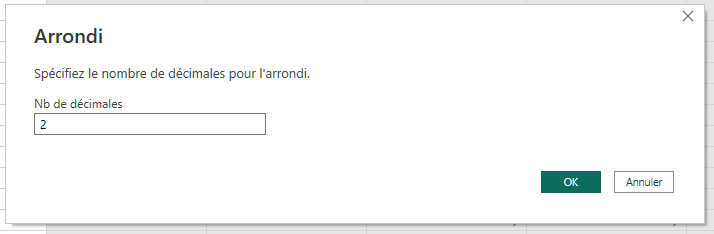 Arrondi
Spécifiez le nombre de décimales pour l'arrondi.
Nb de décimales
2
OK
Annuler